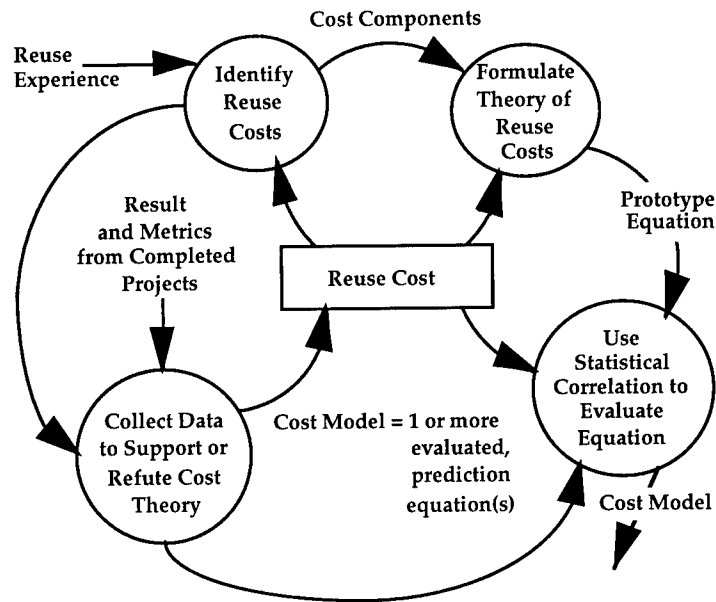 Cost Components
Reuse
Experience
Identify
Reuse
Costs
Formulate
Theory of
Reuse
Costs
Result
and Metrics
from Completed
Projects
Prototype
Equation
Reuse Cost
Use
Statistical
Correlation to
Evaluate
Equation
Collect Data
to Support or
Refute Cost
Theory
Cost Model = 1 or more
evaluated,
prediction
equation(s)
Cost Model